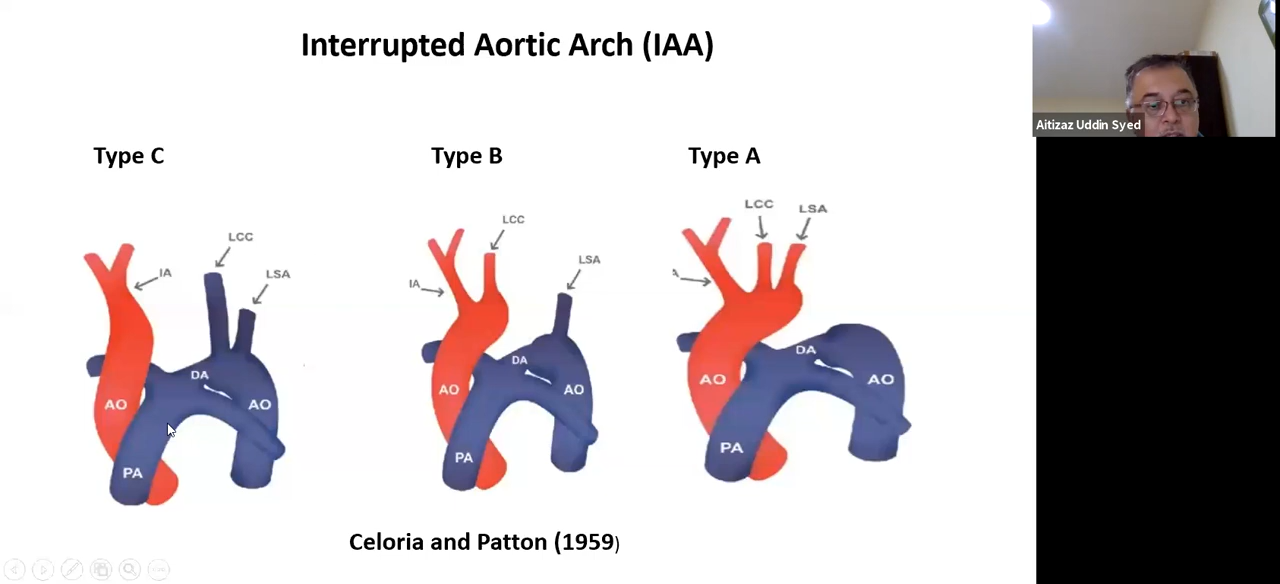 Interrupted Aortic Arch (IAA)
Aitizaz Uddin Syed
Type C
Type B
Type A
LCC
LSA
IA
DA
AO
AO
PA
LCC
LSA
IA
DA
AO
AO
PA
LCC
LSA
A
DA
AO
AO
PA
Celoria and Patton (1959)